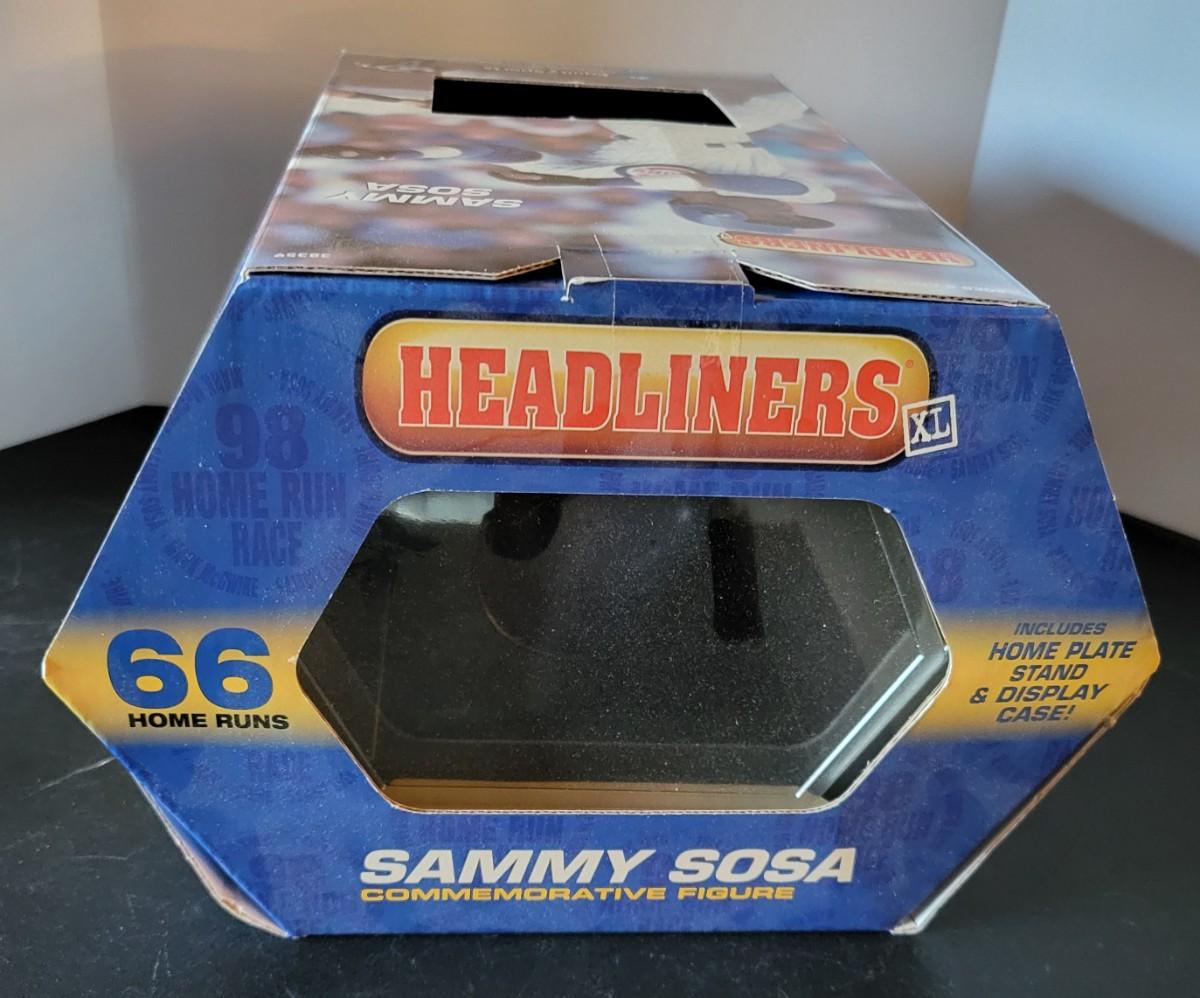 SAMMY
SOSA
HEADLINERS
38359
HEADLINERS
XL
98
HOME RUN
RACE
66
HOME RUNS
INCLUDES
HOME PLATE
STAND
& DISPLAY
CASE!
SAMMY SOSA
COMMEMORATIVE FIGURE